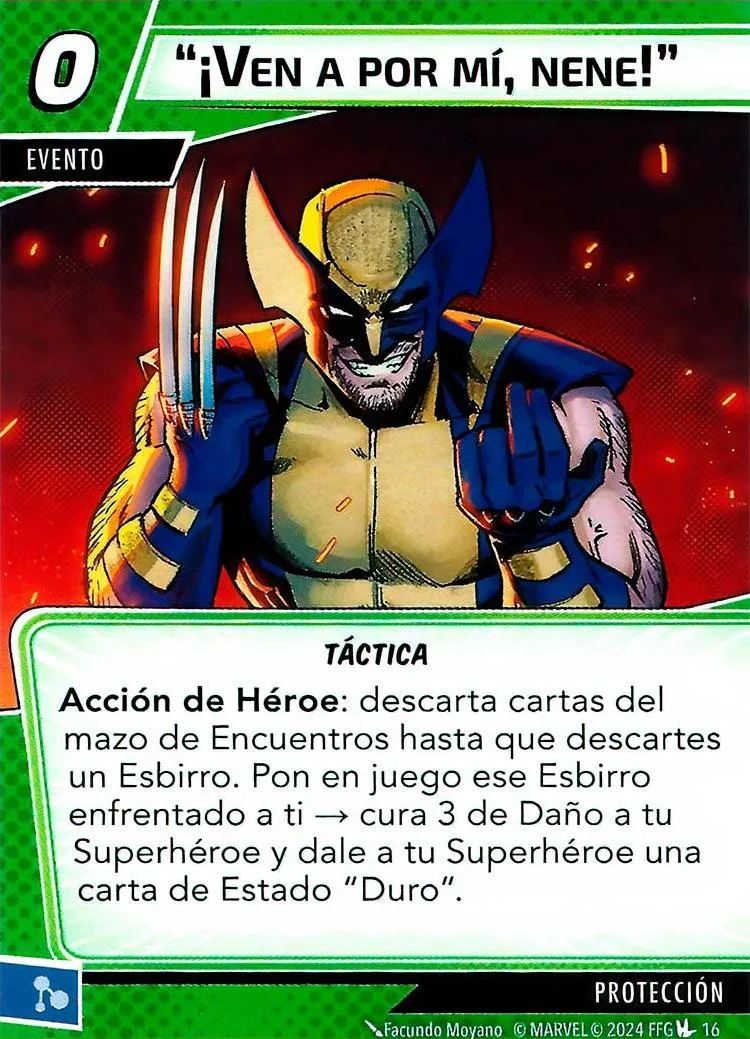 0
“¡VEN A POR MÍ, NENE!”
EVENTO
TÁCTICA
Acción de Héroe: descarta cartas del
mazo de Encuentros hasta que descartes
un Esbirro. Pon en juego ese Esbirro
enfrentado a ti → cura 3 de Daño a tu
Superhéroe y dale a tu Superhéroe una
carta de Estado “Duro”.
PROTECCIÓN
Facundo Moyano © MARVEL © 2024 FFG 16